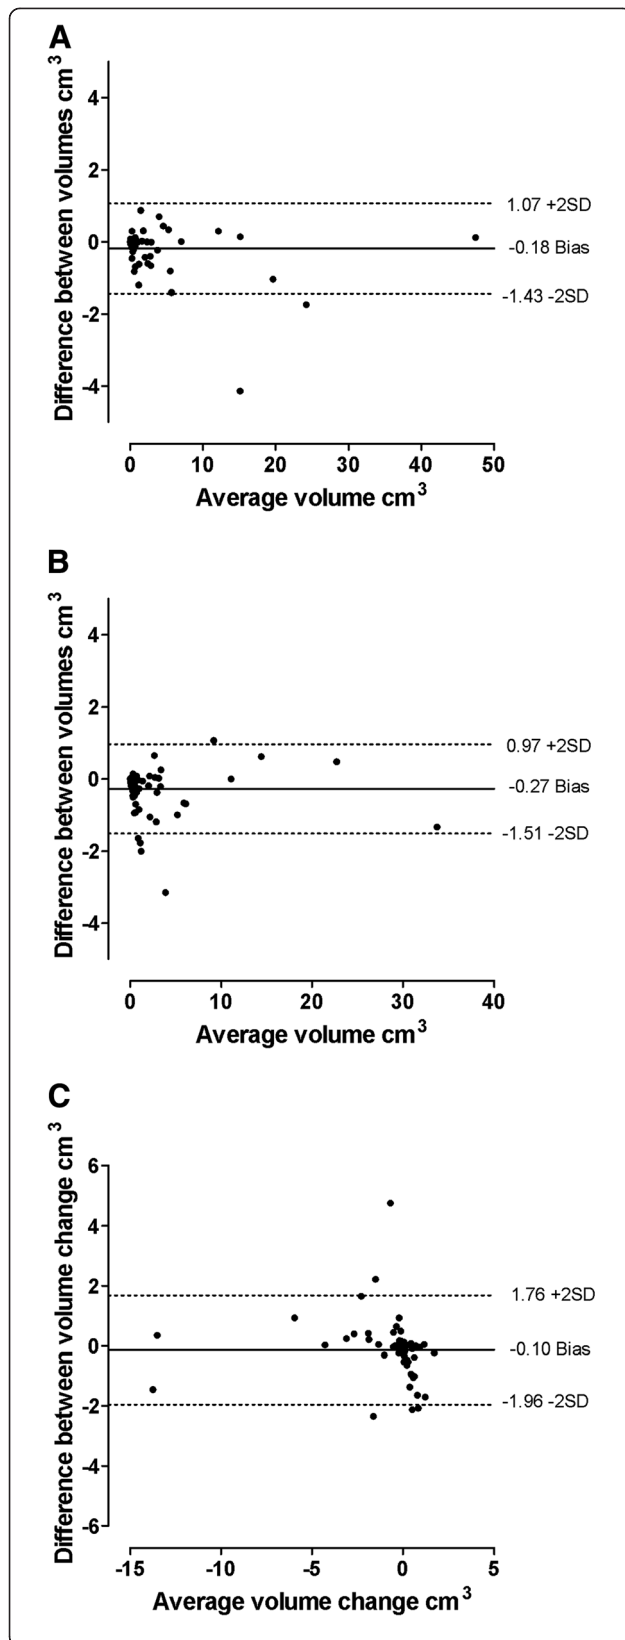 A
Difference between volumes cm³
4
2
0
-2
-4
1.07 +2SD
-0.18 Bias
-1.43 -2SD
0 10 20 30 40 50
Average volume cm³
B
Difference between volumes cm³
4
2
0
-2
-4
0.97 +2SD
-0.27 Bias
-1.51 -2SD
0 10 20 30 40
Average volume cm³
C
Difference between volume change cm³
6
4
2
0
-2
-4
-6
1.76 +2SD
-0.10 Bias
-1.96 -2SD
-15 -10 -5 0 5
Average volume change cm³